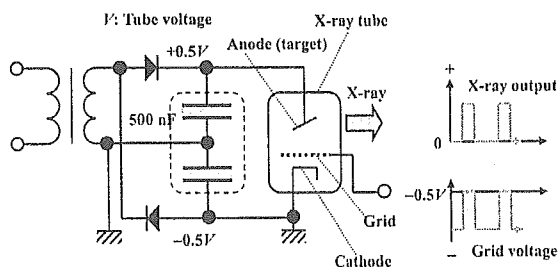 V: Tube voltage
X-ray tube
Anode (target)
+0.5V
X-ray
+
X-ray output
500 nF
0
−0.5V
Grid
−0.5V
−
Grid voltage
Cathode